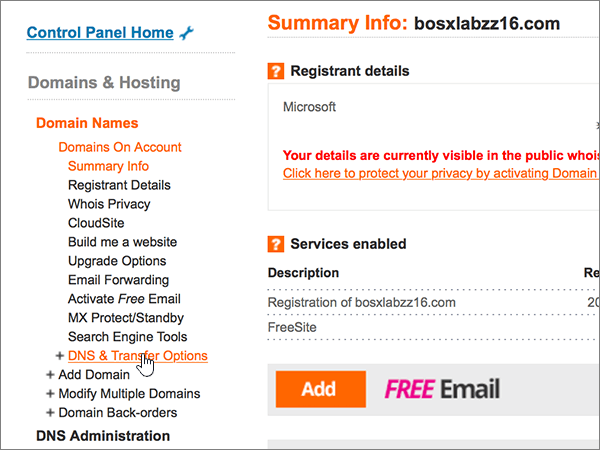 Control Panel Home
Domains & Hosting
Domain Names
Domains On Account
Summary Info
Registrant Details
Whois Privacy
CloudSite
Build me a website
Upgrade Options
Email Forwarding
Activate Free Email
MX Protect/Standby
Search Engine Tools
+ DNS & Transfer Options
+ Add Domain
+ Modify Multiple Domains
+ Domain Back-orders
DNS Administration
Summary Info: bosxlabzz16.com
? Registrant details
Microsoft
Your details are currently visible in the public whois
Click here to protect your privacy by activating Domain
? Services enabled
Description Re
Registration of bosxlabzz16.com 20
FreeSite
Add FREE Email